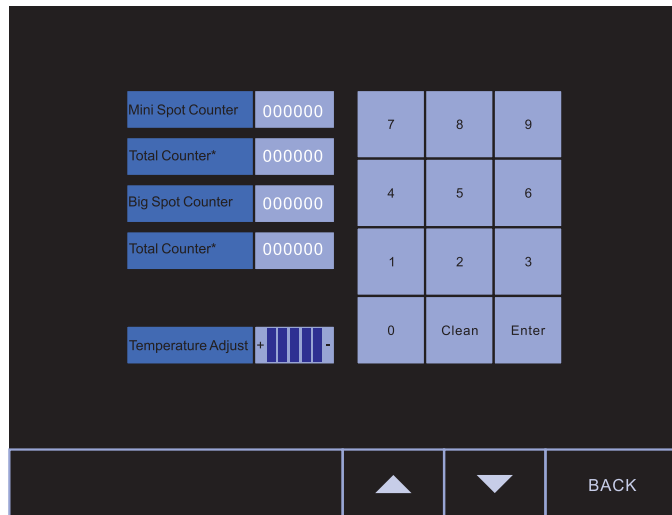 Mini Spot Counter 000000
Total Counter* 000000
Big Spot Counter 000000
Total Counter* 000000
Temperature Adjust + -
7 8 9
4 5 6
1 2 3
0 Clean Enter
BACK